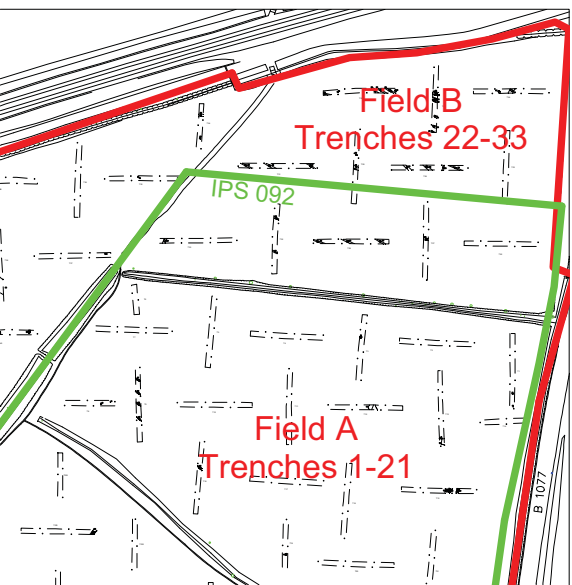 Field B
Trenches 22-33
IPS 092
Field A
Trenches 1-21
B 1077